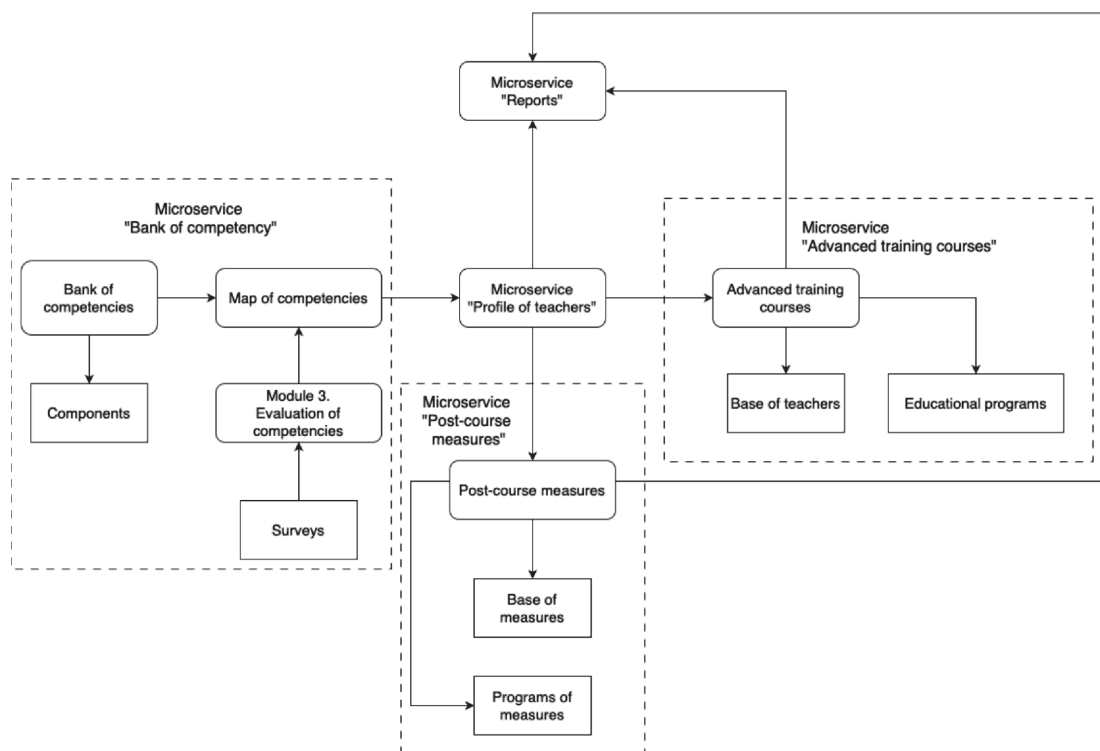 Microservice
"Reports"
Microservice
"Bank of competency"
Microservice
"Advanced training courses"
Bank of
competencies
Map of competencies
Microservice
"Profile of teachers"
Advanced training
courses
Components
Module 3.
Evaluation of
competencies
Microservice
"Post-course
measures"
Base of teachers
Educational programs
Post-course measures
Surveys
Base of
measures
Programs of
measures